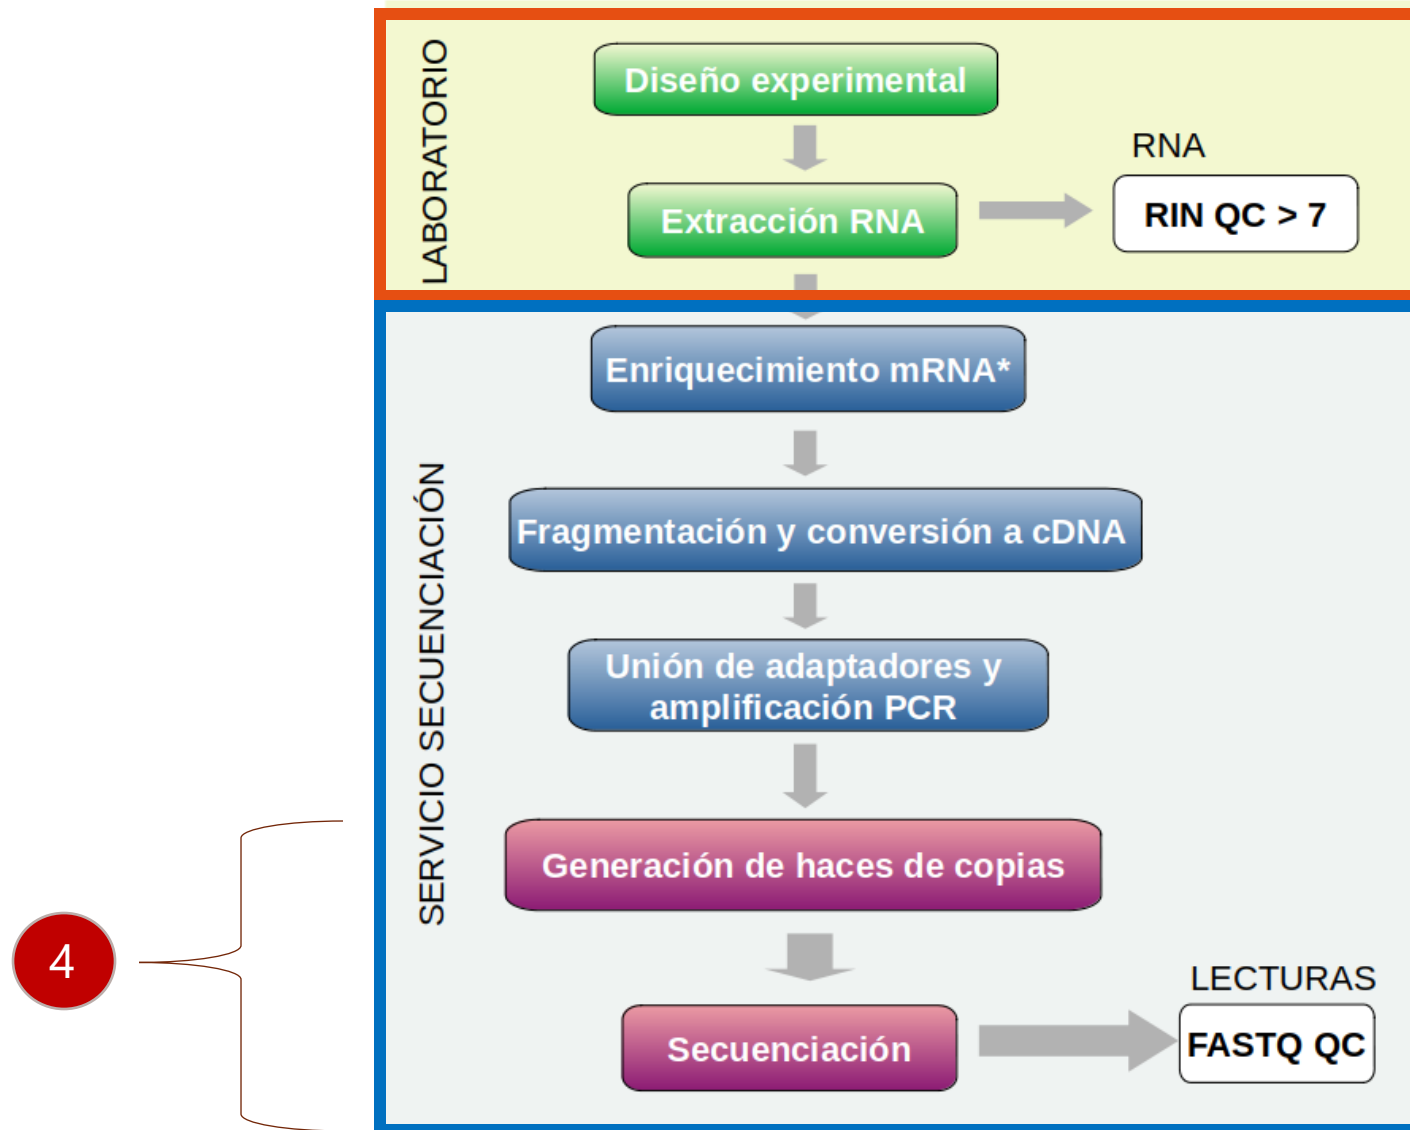 LABORATORIO
Diseño experimental
Extracción RNA
RNA
RIN QC > 7
SERVICIO SECUENCIACIÓN
Enriquecimiento mRNA*
Fragmentación y conversión a cDNA
Unión de adaptadores y
amplificación PCR
Generación de haces de copias
4
Secuenciación
LECTURAS
FASTQ QC